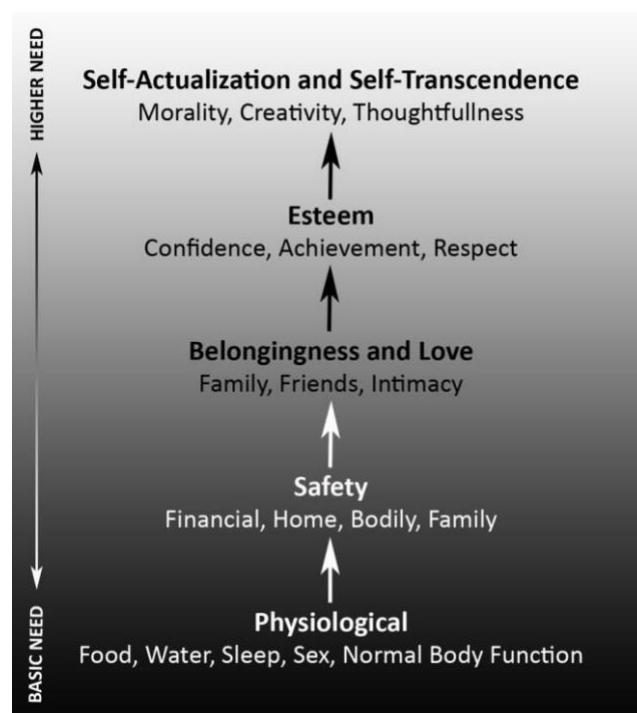 HIGHER NEED
Self-Actualization and Self-Transcendence
Morality, Creativity, Thoughtfullness
Esteem
Confidence, Achievement, Respect
Belongingness and Love
Family, Friends, Intimacy
Safety
Financial, Home, Bodily, Family
Physiological
Food, Water, Sleep, Sex, Normal Body Function
BASIC NEED